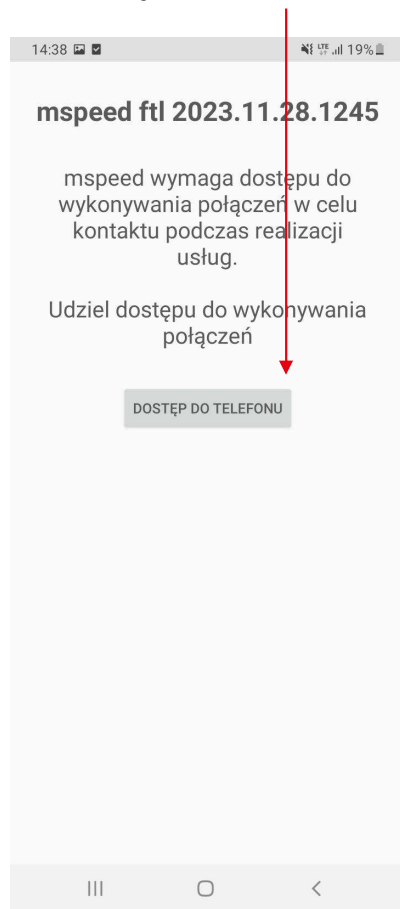 14:38 LTE 19%
mspeed ftl 2023.11.28.1245
mspeed wymaga dostępu do
wykonywania połączeń w celu
kontaktu podczas realizacji
usług.
Udziel dostępu do wykonywania
połączeń
DOSTĘP DO TELEFONU